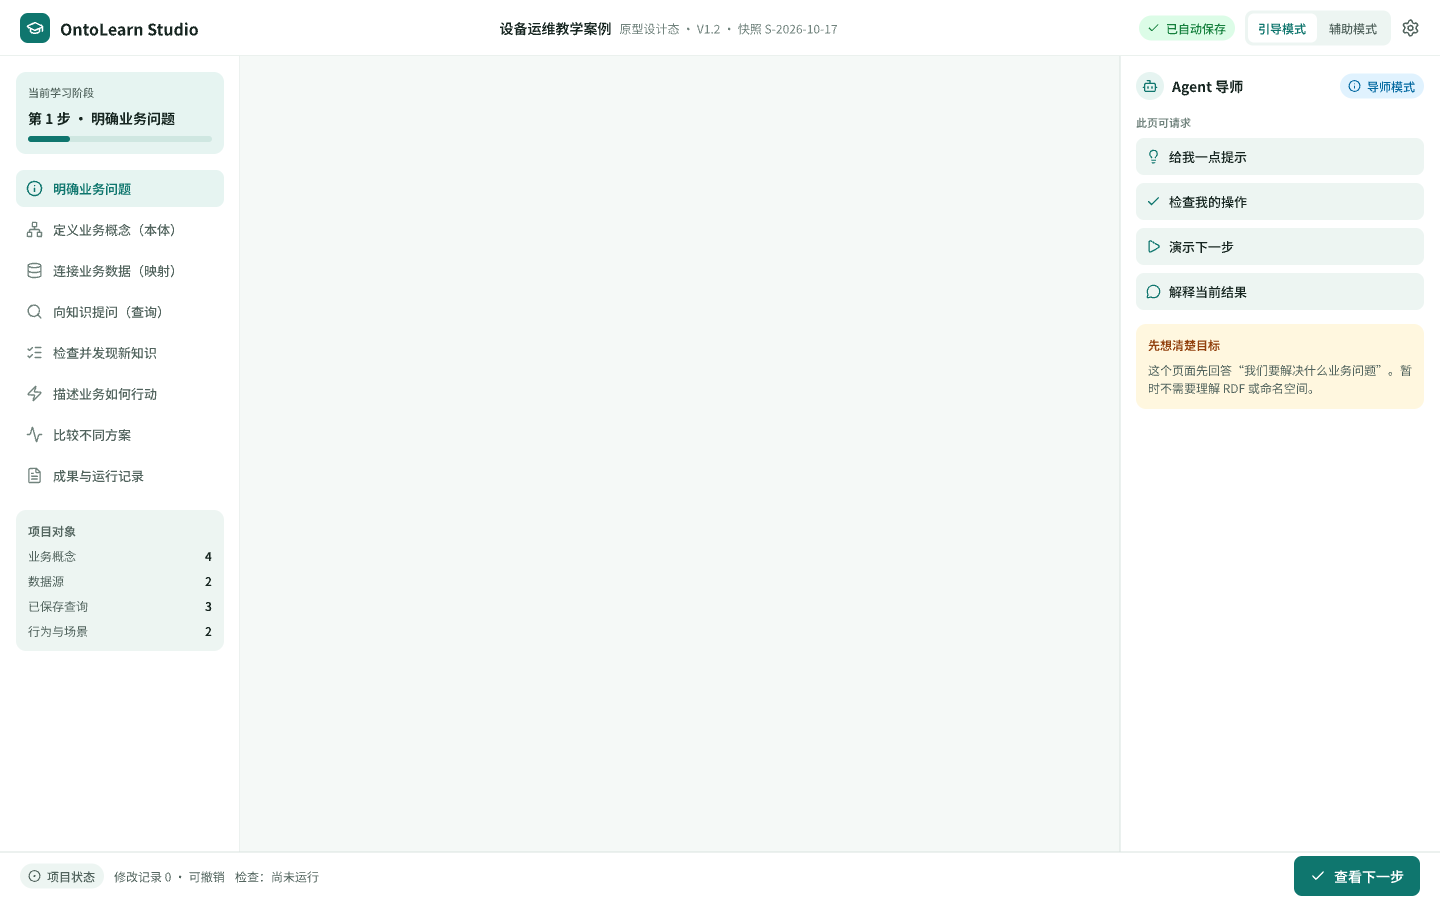 OntoLearn Studio
设备运维教学案例 原型设计态 • V1.2 • 快照 S-2026-10-17
已自动保存
引导模式 辅助模式
当前学习阶段
第 1 步 • 明确业务问题
明确业务问题
定义业务概念（本体）
连接业务数据（映射）
向知识提问（查询）
检查并发现新知识
描述业务如何行动
比较不同方案
成果与运行记录
项目对象
业务概念 4
数据源 2
已保存查询 3
行为与场景 2
Agent 导师 导师模式
此页可请求
给我一点提示
检查我的操作
演示下一步
解释当前结果
先想清楚目标
这个页面先回答“我们要解决什么业务问题”。暂
时不需要理解 RDF 或命名空间。
项目状态 修改记录 0 • 可撤销 检查：尚未运行
查看下一步